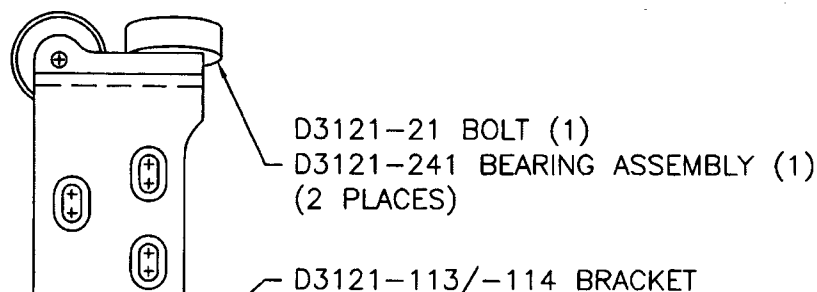 D3121-21 BOLT (1)
D3121-241 BEARING ASSEMBLY (1)
(2 PLACES)
D3121-113/-114 BRACKET